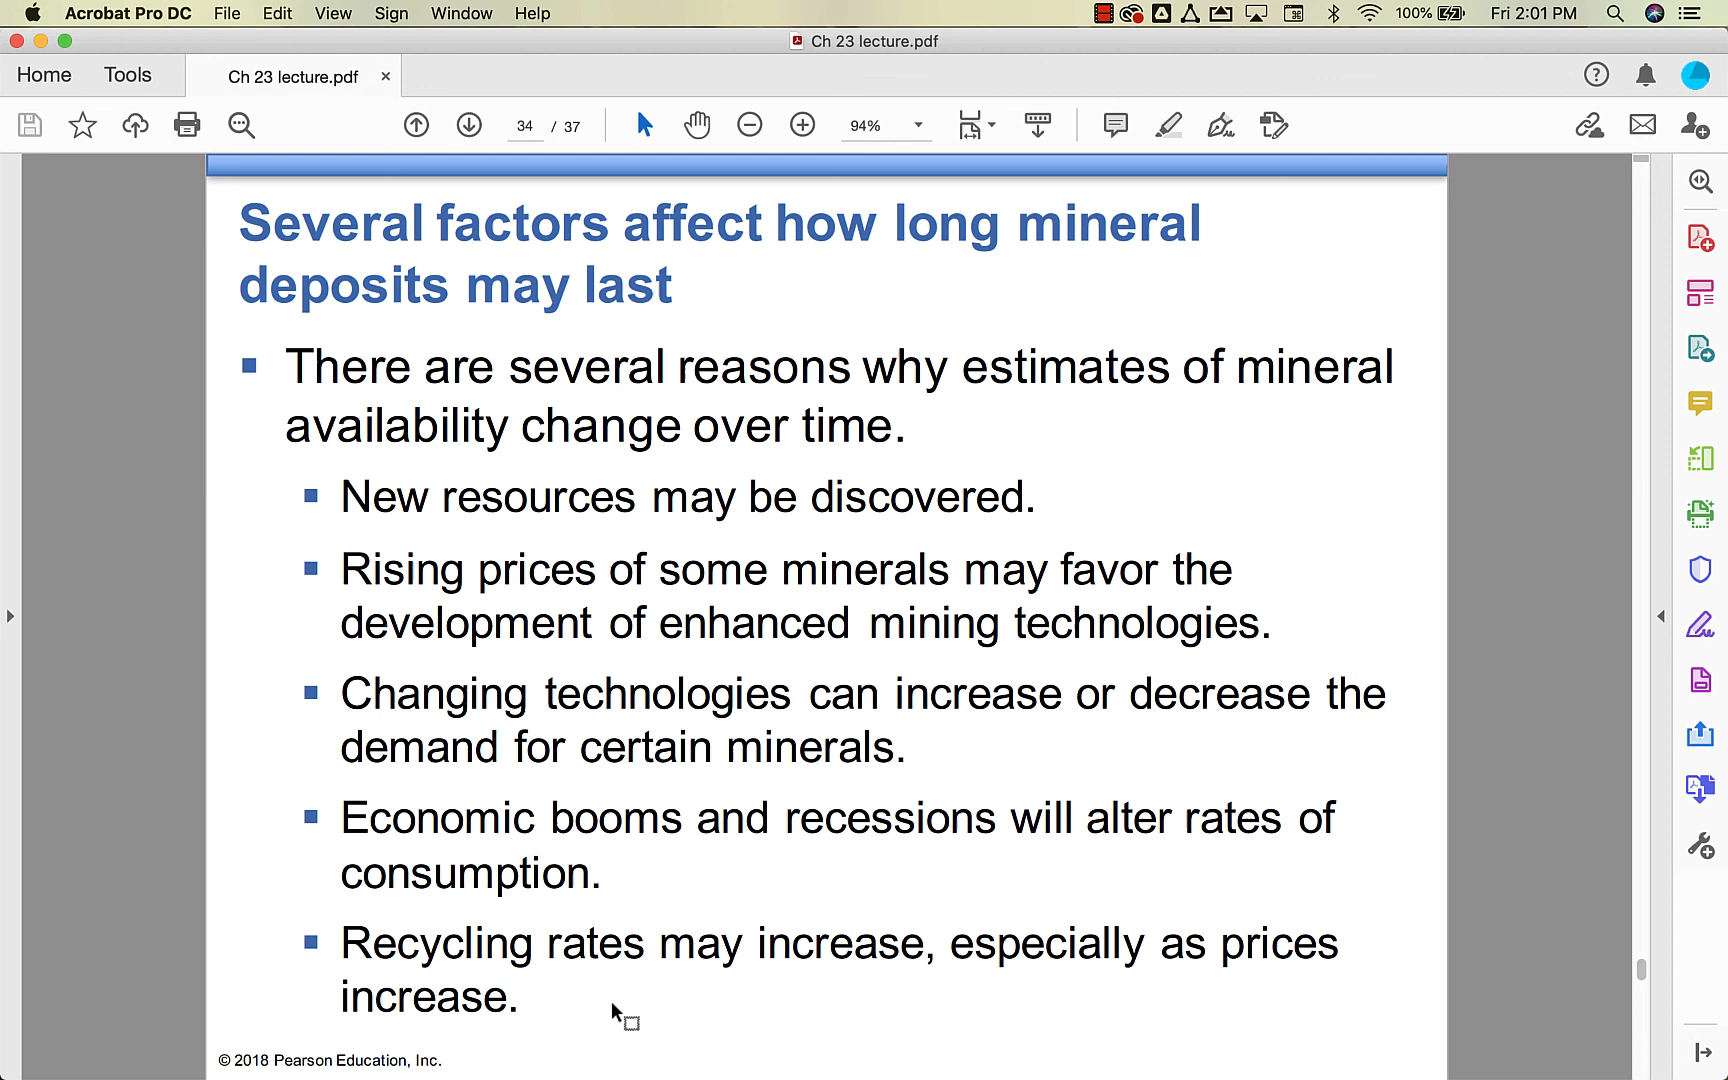 Acrobat Pro DC File Edit View Sign Window Help 100% Fri 2:01 PM
Ch 23 lecture.pdf
Home Tools Ch 23 lecture.pdf ×
34 / 37 94%
Several factors affect how long mineral
deposits may last
There are several reasons why estimates of mineral
availability change over time.
New resources may be discovered.
Rising prices of some minerals may favor the
development of enhanced mining technologies.
Changing technologies can increase or decrease the
demand for certain minerals.
Economic booms and recessions will alter rates of
consumption.
Recycling rates may increase, especially as prices
increase.
© 2018 Pearson Education, Inc.